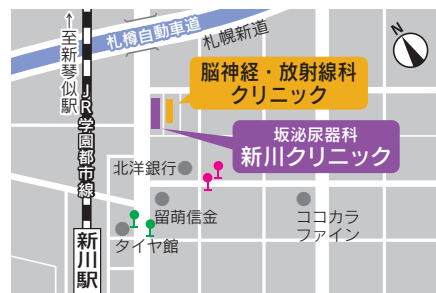 ↑至新琴似駅
札樽自動車道
札幌新道
N
脳神経・放射線科
クリニック
JR学園都市線
坂泌尿器科
新川クリニック
北洋銀行
留萌信金
ココカラ
ファイン
タイヤ館
新川駅